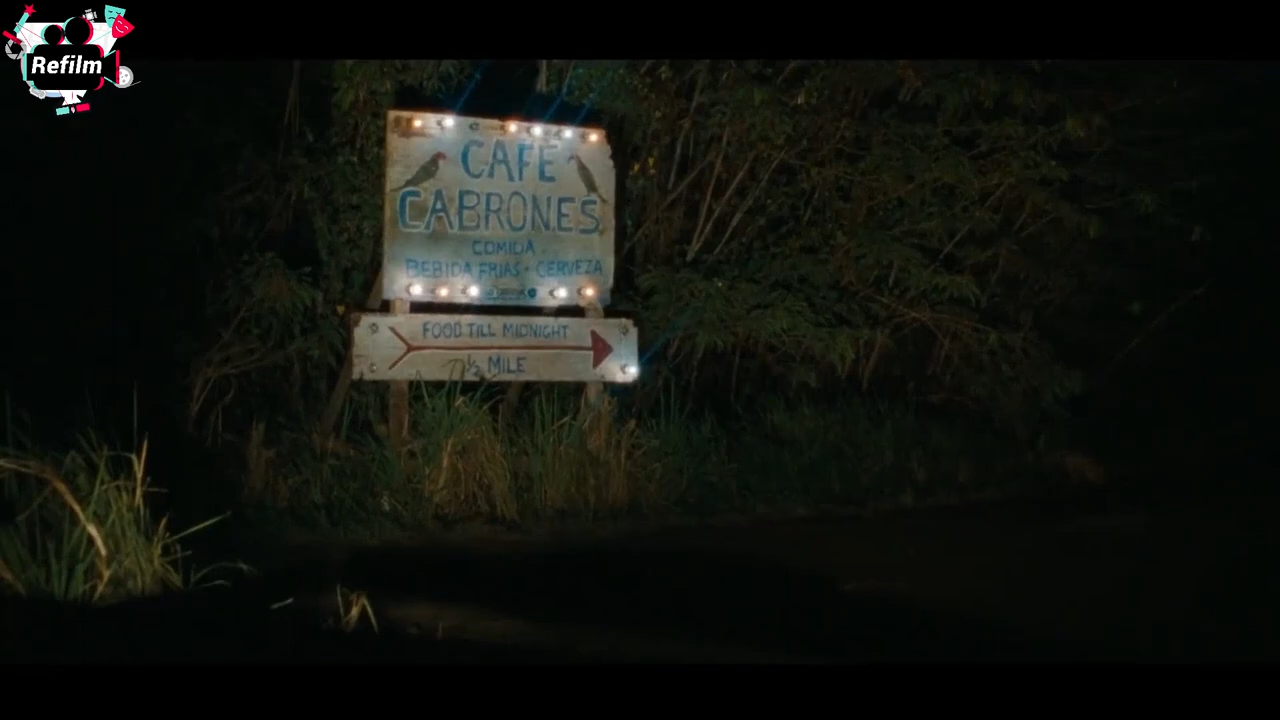 Refilm
CAFE
CABRONES
COMIDA
BEBIDA FRIAS - CERVEZA
FOOD TILL MIDNIGHT
1/2 MILE